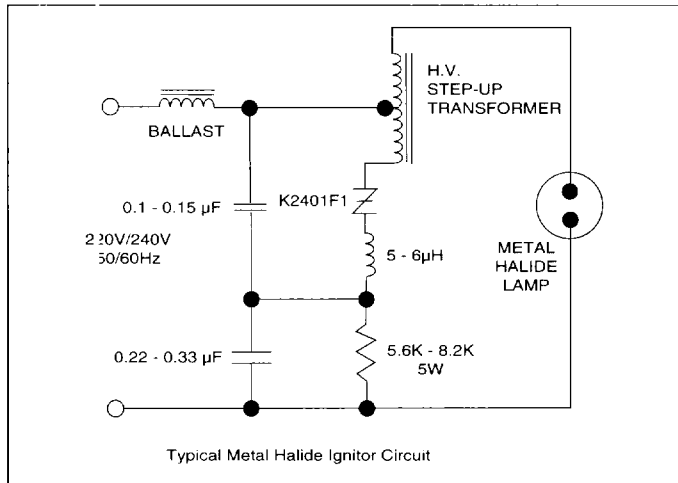 H.V.
STEP-UP
TRANSFORMER
BALLAST
K2401F1
0.1 - 0.15 µF
220V/240V
50/60Hz
5 - 6µH
METAL
HALIDE
LAMP
0.22 - 0.33 µF
5.6K - 8.2K
5W
Typical Metal Halide Ignitor Circuit